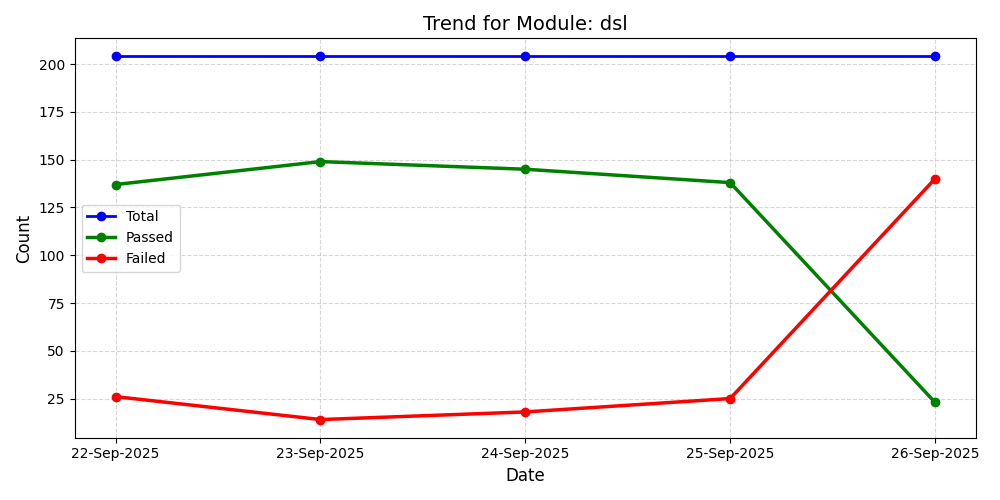 Trend for Module: dsl
200
175
150
125
100
75
50
25
Count
Total
Passed
Failed
22-Sep-2025
23-Sep-2025
24-Sep-2025
25-Sep-2025
26-Sep-2025
Date